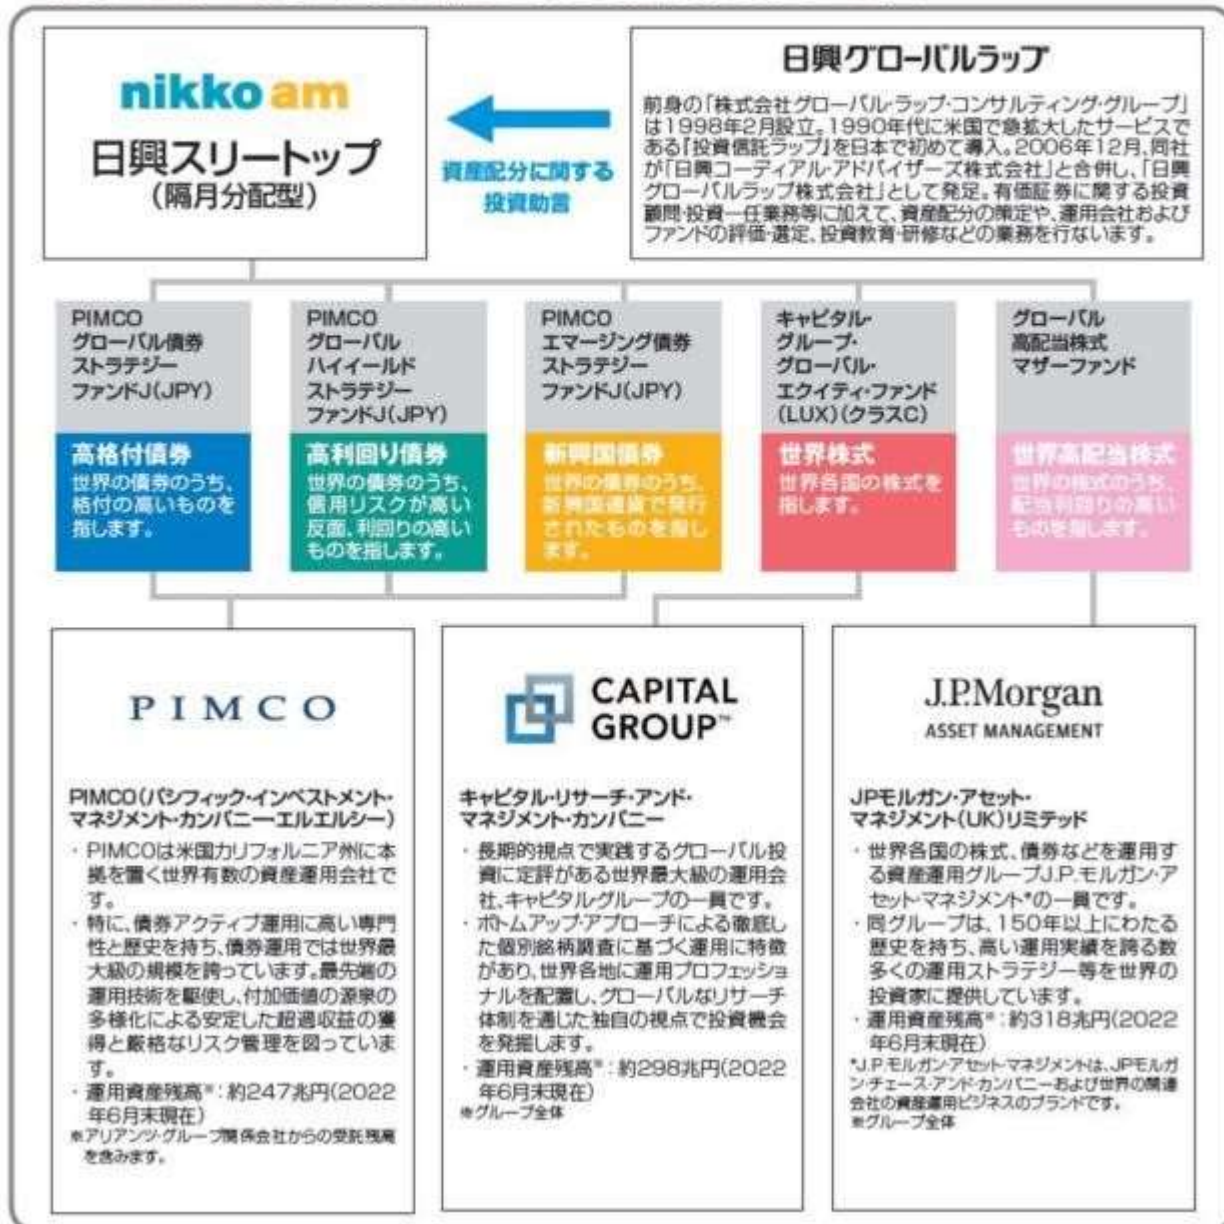 nikko am
日興スリートップ
(隔月分配型)
資産配分に関する
投資助言
日興グローバルラップ
前身の「株式会社グローバル・ラップ・コンサルティング・グループ」
は1998年2月設立。1990年代に米国で急拡大したサービスで
ある「投資信託ラップ」を日本で初めて導入。2006年12月、同社
が「日興コーディアル・アドバイザーズ株式会社」と合併し、「日興
グローバルラップ株式会社」として発足。有価証券に関する投資
顧問・投資一任業務等に加えて、資産配分の策定や、運用会社および
ファンドの評価・選定、投資教育・研修などの業務を行ないます。
PIMCO
グローバル債券
ストラテジー
ファンドJ(JPY)
高格付債券
世界の債券のうち、
格付の高いものを
指します。
PIMCO
グローバル
ハイイールド
ストラテジー
ファンドJ(JPY)
高利回り債券
世界の債券のうち、
信用リスクが高い
反面、利回りの高い
ものを指します。
PIMCO
エマージング債券
ストラテジー
ファンドJ(JPY)
新興国債券
世界の債券のうち、
新興国通貨で発行
されたものを指し
ます。
キャピタル・
グループ・
グローバル・
エクイティ・ファンド
(LUX)(クラスC)
世界株式
世界各国の株式を
指します。
グローバル
高配当株式
マザーファンド
世界高配当株式
世界の株式のうち、
配当利回りの高い
ものを指します。
PIMCO
PIMCO(パシフィック・インベストメント・
マネジメント・カンパニー・エルエルシー)
・PIMCOは米国カリフォルニア州に本
拠を置く世界有数の資産運用会社で
す。
・特に、債券アクティブ運用に高い専門
性と歴史を持ち、債券運用では世界最
大級の規模を誇っています。最先端の
運用技術を駆使し、付加価値の源泉の
多様化による安定した超過収益の獲
得と厳格なリスク管理を図っていま
す。
・運用資産残高※：約247兆円(2022
年6月末現在)
※アリアンツ・グループ関係会社からの受託残高
を含みます。
CAPITAL
GROUP™
キャピタル・リサーチ・アンド・
マネジメント・カンパニー
・長期的視点で実践するグローバル投
資に定評がある世界最大級の運用会
社、キャピタル・グループの一員です。
・ボトムアップ・アプローチによる徹底し
た個別銘柄調査に基づく運用に特徴
があり、世界各地に運用プロフェッショ
ナルを配置し、グローバルなリサーチ
体制を通じた独自の視点で投資機会
を発掘します。
・運用資産残高※：約298兆円(2022
年6月末現在)
※グループ全体
J.P.Morgan
ASSET MANAGEMENT
JPモルガン・アセット・
マネジメント(UK)リミテッド
・世界各国の株式、債券などを運用す
る資産運用グループJ.P.モルガン・ア
セット・マネジメント*の一員です。
・同グループは、150年以上にわたる
歴史を持ち、高い運用実績を誇る数
多くの運用ストラテジー等を世界の
投資家に提供しています。
・運用資産残高※：約318兆円(2022
年6月末現在)
*J.P.モルガン・アセット・マネジメントは、JPモルガ
ン・チェース・アンド・カンパニーおよび世界の関連
会社の資産運用ビジネスのブランドです。
※グループ全体